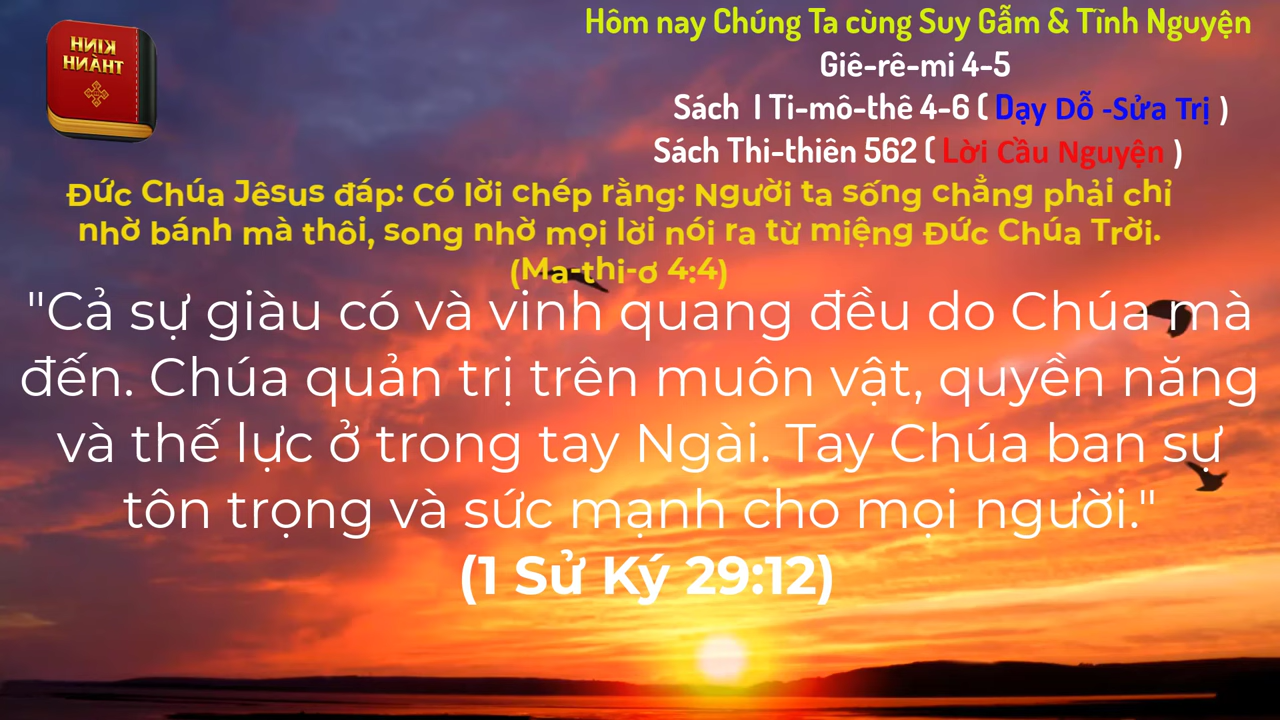 KINH
THÀNH
Hôm nay Chúng Ta cùng Suy Gẫm & Tĩnh Nguyện
Giê-rê-mi 4-5
Sách I Ti-mô-thê 4-6 ( Dạy Dỗ -Sửa Trị )
Sách Thi-thiên 562 ( Lời Cầu Nguyện )
Đức Chúa Jêsus đáp: Có lời chép rằng: Người ta sống chẳng phải chỉ
nhờ bánh mà thôi, song nhờ mọi lời nói ra từ miệng Đức Chúa Trời.
(Ma-thi-ơ 4:4)
"Cả sự giàu có và vinh quang đều do Chúa mà
đến. Chúa quản trị trên muôn vật, quyền năng
và thế lực ở trong tay Ngài. Tay Chúa ban sự
tôn trọng và sức mạnh cho mọi người."
(1 Sử Ký 29:12)